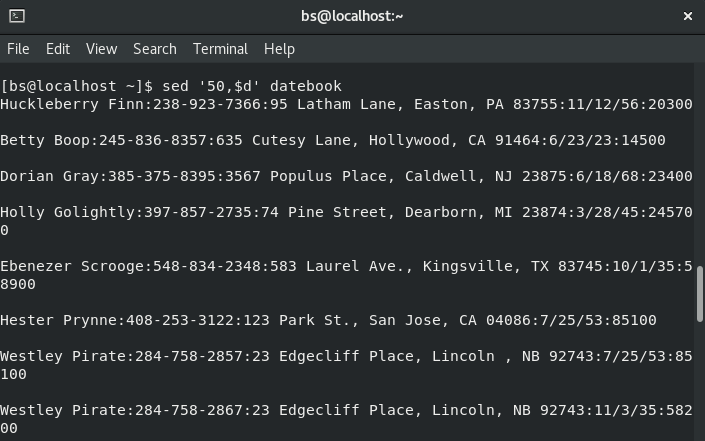 bs@localhost:~
File Edit View Search Terminal Help
[bs@localhost ~]$ sed '50,$d' datebook
Huckleberry Finn:238-923-7366:95 Latham Lane, Easton, PA 83755:11/12/56:20300
Betty Boop:245-836-8357:635 Cutesy Lane, Hollywood, CA 91464:6/23/23:14500
Dorian Gray:385-375-8395:3567 Populus Place, Caldwell, NJ 23875:6/18/68:23400
Holly Golightly:397-857-2735:74 Pine Street, Dearborn, MI 23874:3/28/45:24570
0
Ebenezer Scrooge:548-834-2348:583 Laurel Ave., Kingsville, TX 83745:10/1/35:5
8900
Hester Prynne:408-253-3122:123 Park St., San Jose, CA 04086:7/25/53:85100
Westley Pirate:284-758-2857:23 Edgecliff Place, Lincoln , NB 92743:7/25/53:85
100
Westley Pirate:284-758-2867:23 Edgecliff Place, Lincoln, NB 92743:11/3/35:582
00